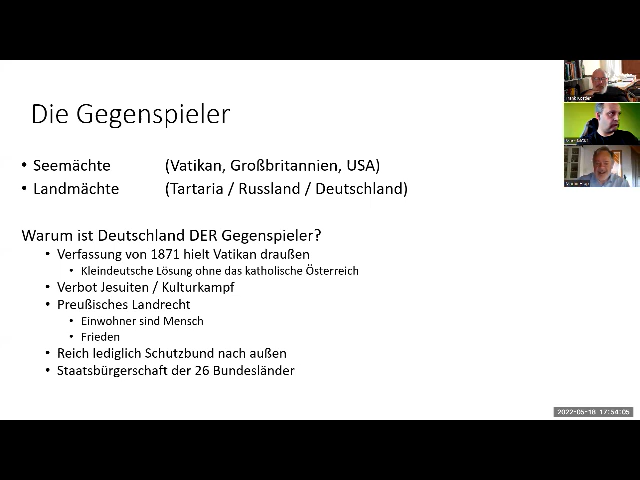 Die Gegenspieler
• Seemächte (Vatikan, Großbritannien, USA)
• Landmächte (Tartaria / Russland / Deutschland)
Warum ist Deutschland DER Gegenspieler?
• Verfassung von 1871 hielt Vatikan draußen
• Kleindeutsche Lösung ohne das katholische Österreich
• Verbot Jesuiten / Kulturkampf
• Preußisches Landrecht
• Einwohner sind Mensch
• Frieden
• Reich lediglich Schutzbund nach außen
• Staatsbürgerschaft der 26 Bundesländer
2022-05-18 17:54:05